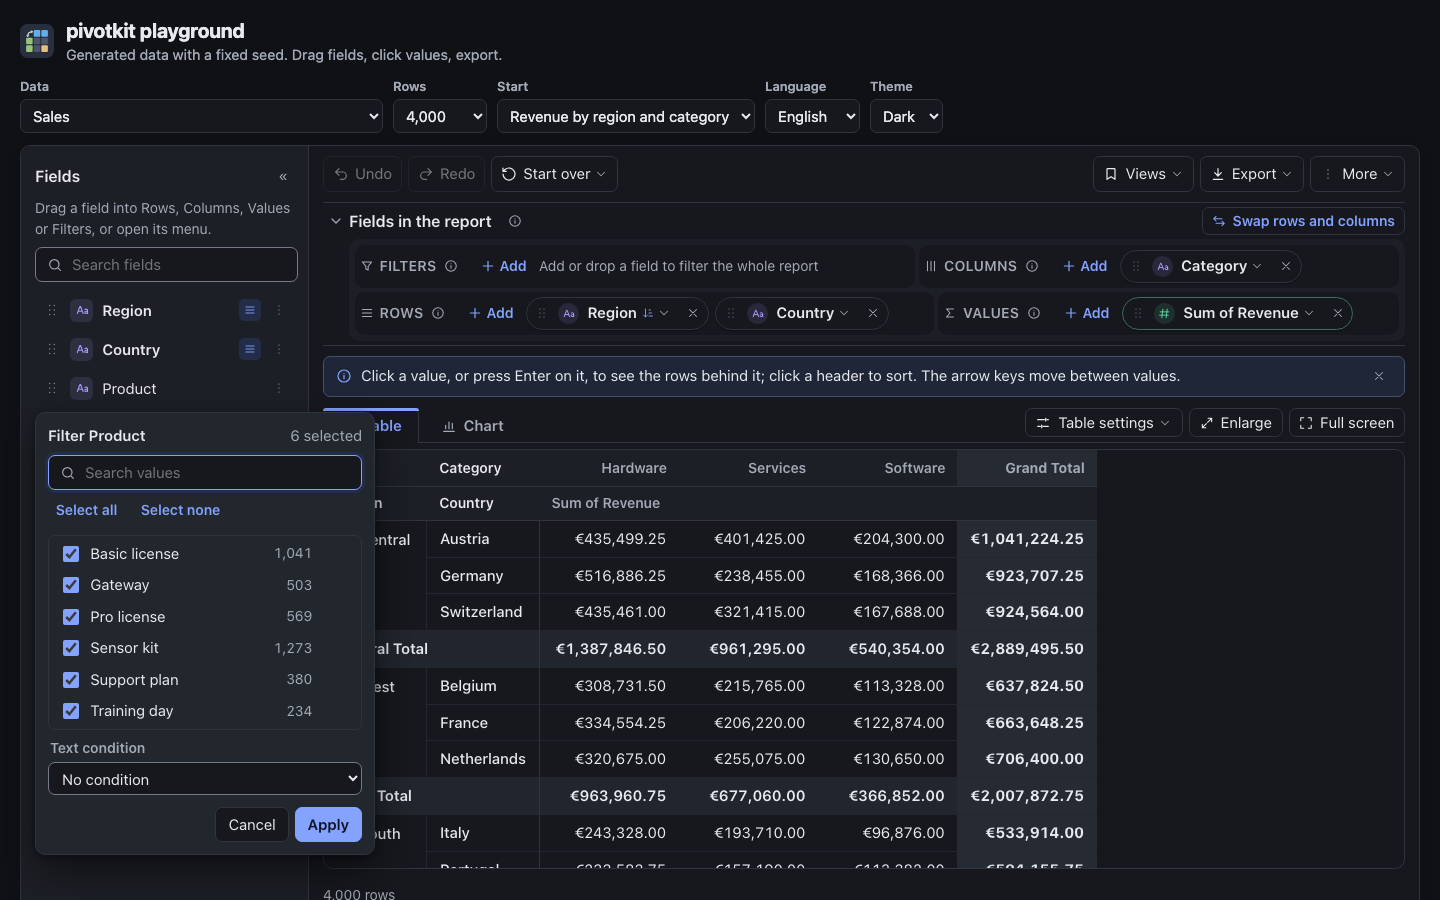 pivotkit playground
Generated data with a fixed seed. Drag fields, click values, export.
Data
Rows
Start
Language
Theme
Sales
4,000
Revenue by region and category
English
Dark
Fields
«
Drag a field into Rows, Columns, Values
or Filters, or open its menu.
Search fields
Aa Region
Aa Country
Aa Product
Undo
Redo
Start over
Views
Export
More
Fields in the report
Swap rows and columns
FILTERS
+ Add
Add or drop a field to filter the whole report
COLUMNS
+ Add
Aa Category
ROWS
+ Add
Aa Region
Aa Country
Σ VALUES
+ Add
# Sum of Revenue
Click a value, or press Enter on it, to see the rows behind it; click a header to sort. The arrow keys move between values.
able
Chart
Table settings
Enlarge
Full screen
Filter Product
6 selected
Search values
Select all
Select none
Basic license 1,041
Gateway 503
Pro license 569
Sensor kit 1,273
Support plan 380
Training day 234
Text condition
No condition
Cancel
Apply
Category Hardware Services Software Grand Total
n Country Sum of Revenue
entral Austria €435,499.25 €401,425.00 €204,300.00 €1,041,224.25
Germany €516,886.25 €238,455.00 €168,366.00 €923,707.25
Switzerland €435,461.00 €321,415.00 €167,688.00 €924,564.00
ral Total €1,387,846.50 €961,295.00 €540,354.00 €2,889,495.50
est Belgium €308,731.50 €215,765.00 €113,328.00 €637,824.50
France €334,554.25 €206,220.00 €122,874.00 €663,648.25
Netherlands €320,675.00 €255,075.00 €130,650.00 €706,400.00
Total €963,960.75 €677,060.00 €366,852.00 €2,007,872.75
outh Italy €243,328.00 €193,710.00 €96,876.00 €533,914.00
Portugal
4,000 rows